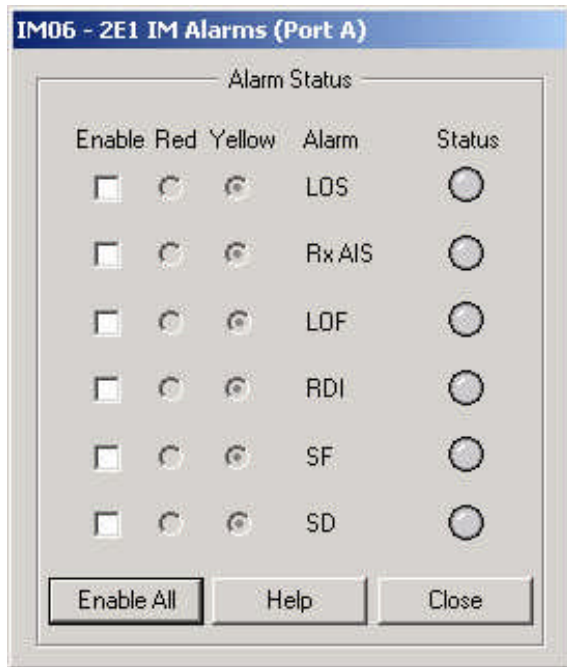 IM06 - 2E1 IM Alarms (Port A)
Alarm Status
Enable Red Yellow Alarm Status
LOS
Rx AIS
LOF
RDI
SF
SD
Enable All Help Close